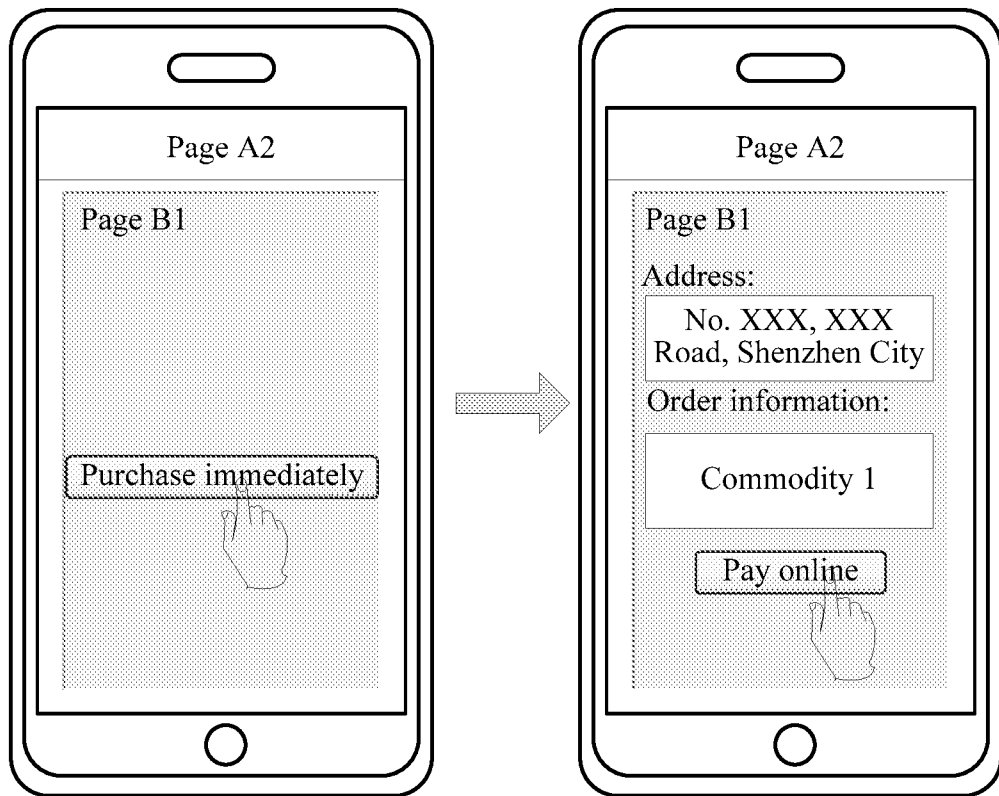 Page A2
Page B1
Purchase immediately
Page A2
Page B1
Address:
No. XXX, XXX
Road, Shenzhen City
Order information:
Commodity 1
Pay online